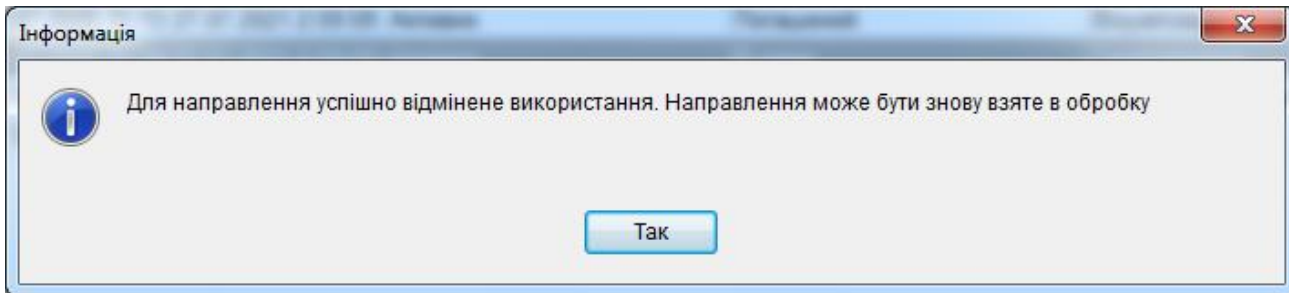 Інформація
Для направлення успішно відмінене використання. Направлення може бути знову взяте в обробку
Так